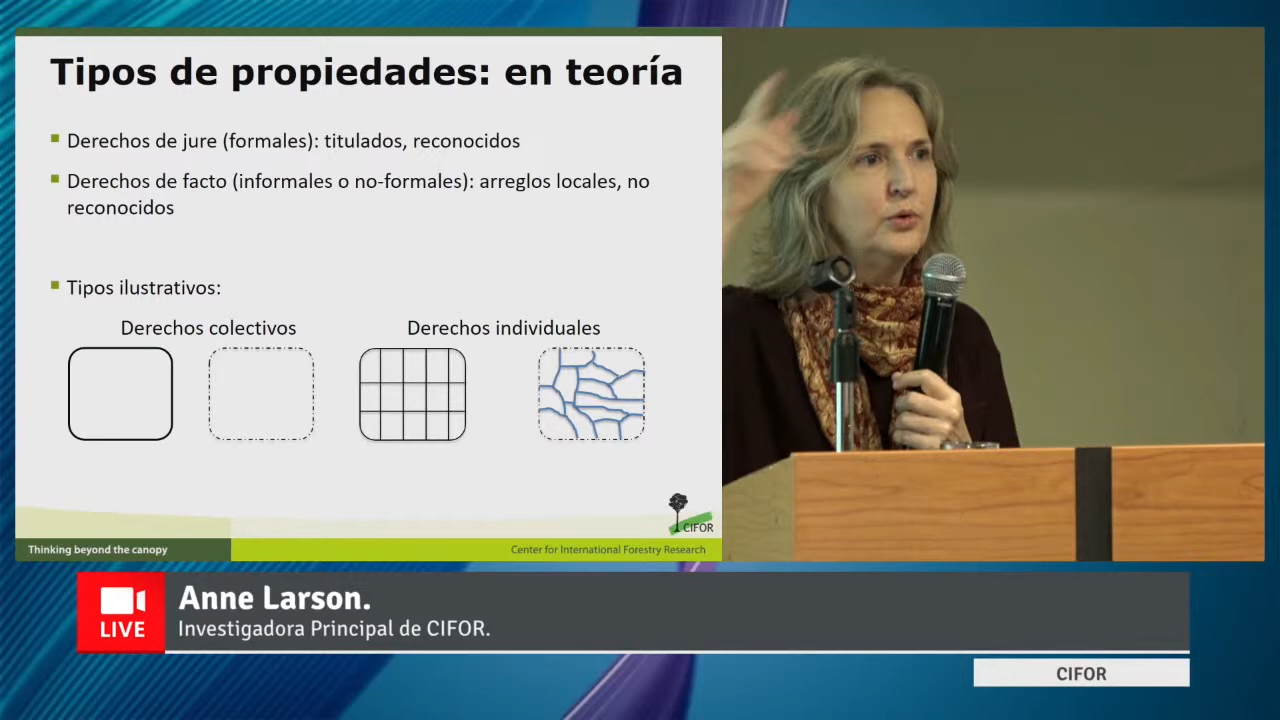 Tipos de propiedades: en teoría
Derechos de jure (formales): titulados, reconocidos
Derechos de facto (informales o no-formales): arreglos locales, no
reconocidos
Tipos ilustrativos:
Derechos colectivos
Derechos individuales
CIFOR
Thinking beyond the canopy
Center for International Forestry Research
LIVE
Anne Larson.
Investigadora Principal de CIFOR.
CIFOR